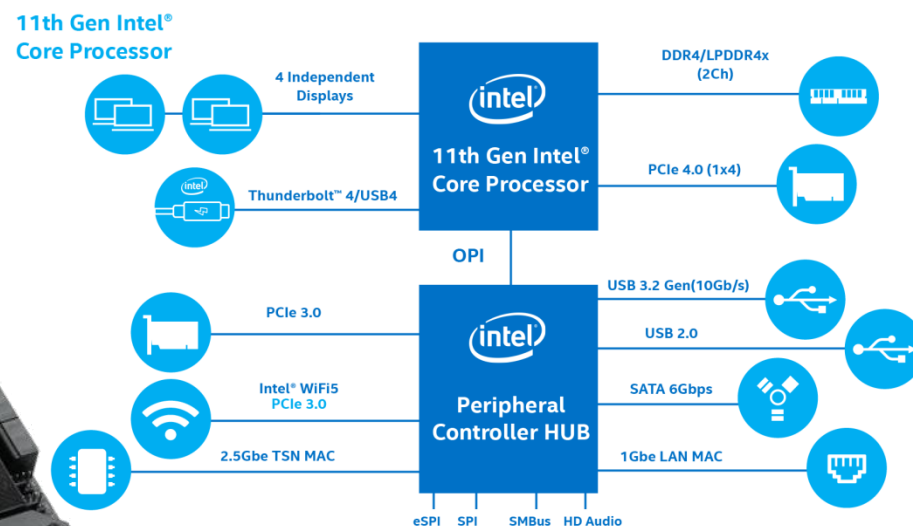 11th Gen Intel®
Core Processor
4 Independent
Displays
Thunderbolt™ 4/USB4
intel
intel
11th Gen Intel®
Core Processor
DDR4/LPDDR4x
(2Ch)
PCIe 4.0 (1x4)
OPI
PCIe 3.0
Intel® WiFi5
PCIe 3.0
2.5Gbe TSN MAC
intel
Peripheral
Controller HUB
USB 3.2 Gen(10Gb/s)
USB 2.0
SATA 6Gbps
1Gbe LAN MAC
eSPI SPI SMBus HD Audio